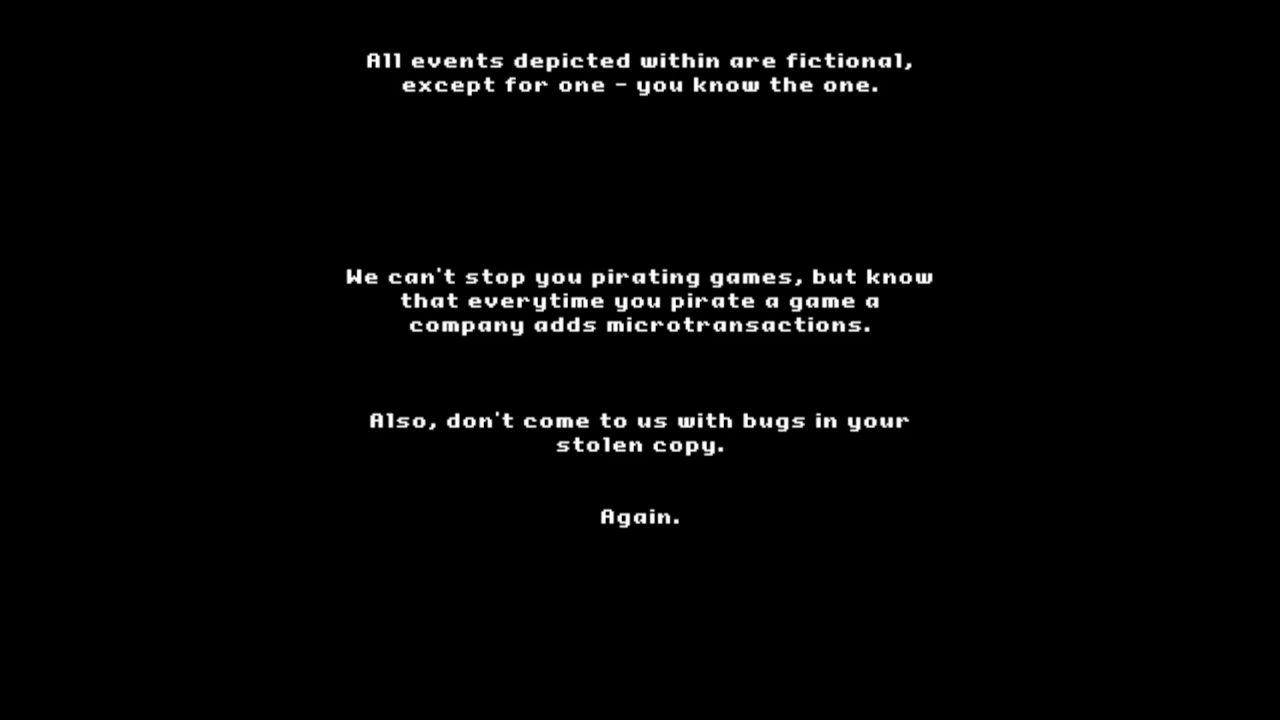 All events depicted within are fictional,
except for one - you know the one.
We can't stop you pirating games, but know
that everytime you pirate a game a
company adds microtransactions.
Also, don't come to us with bugs in your
stolen copy.
Again.